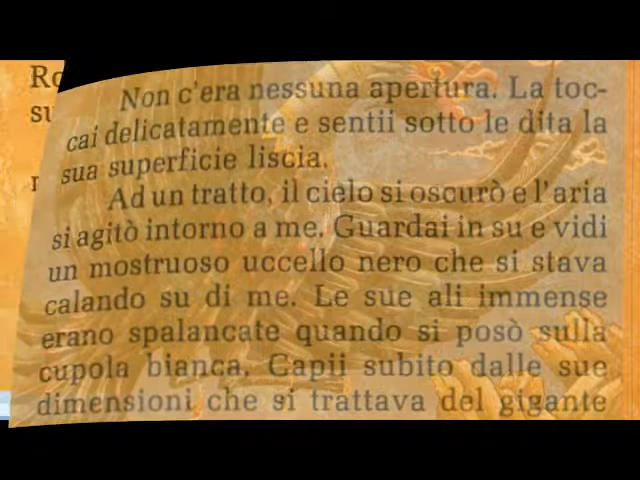 Non c'era nessuna apertura. La toc-
cai delicatamente e sentii sotto le dita la
sua superficie liscia.
Ad un tratto, il cielo si oscurò e l'aria
si agitò intorno a me. Guardai in su e vidi
un mostruoso uccello nero che si stava
calando su di me. Le sue ali immense
erano spalancate quando si posò sulla
cupola bianca. Capii subito dalle sue
dimensioni che si trattava del gigante